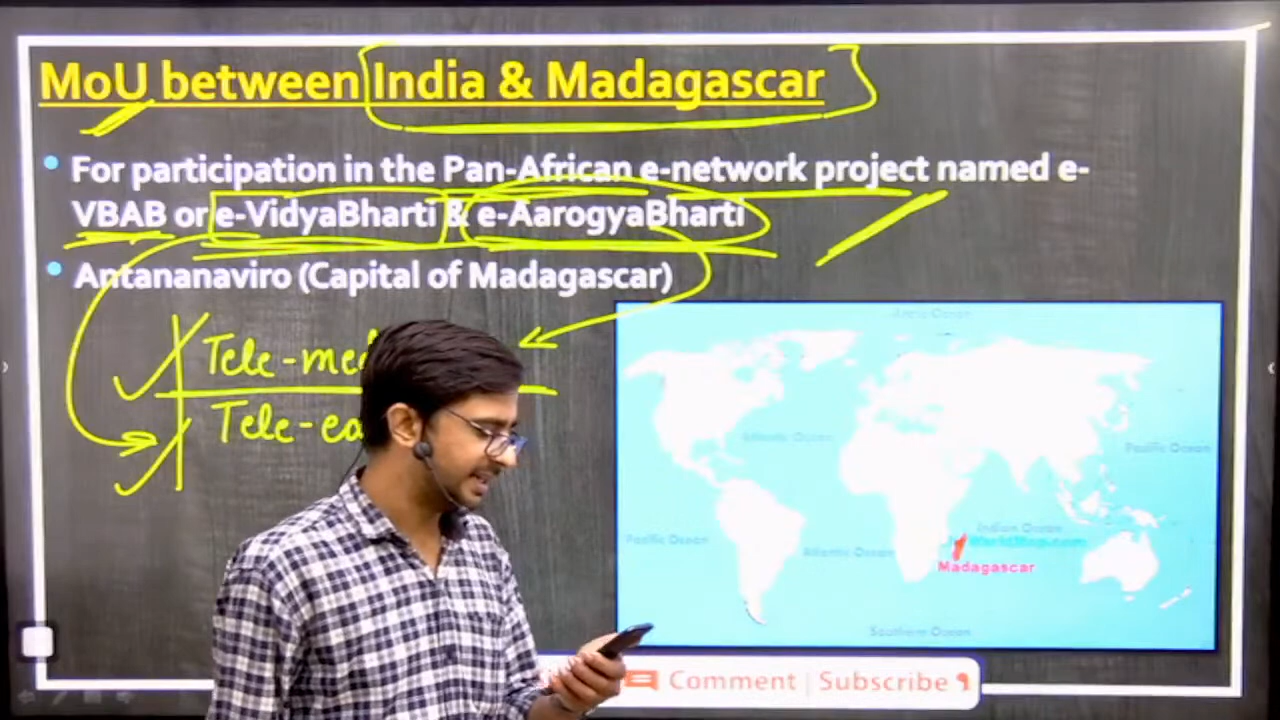 MoU between India & Madagascar
• For participation in the Pan-African e-network project named e-
VBAB or e-VidyaBharti & e-AarogyaBharti
• Antananaviro (Capital of Madagascar)
Tele-med
Tele-
Arctic Ocean
Atlantic Ocean
Pacific Ocean
Indian Ocean
Pacific Ocean
Atlantic Ocean
Madagascar
Southern Ocean
Comment | Subscribe